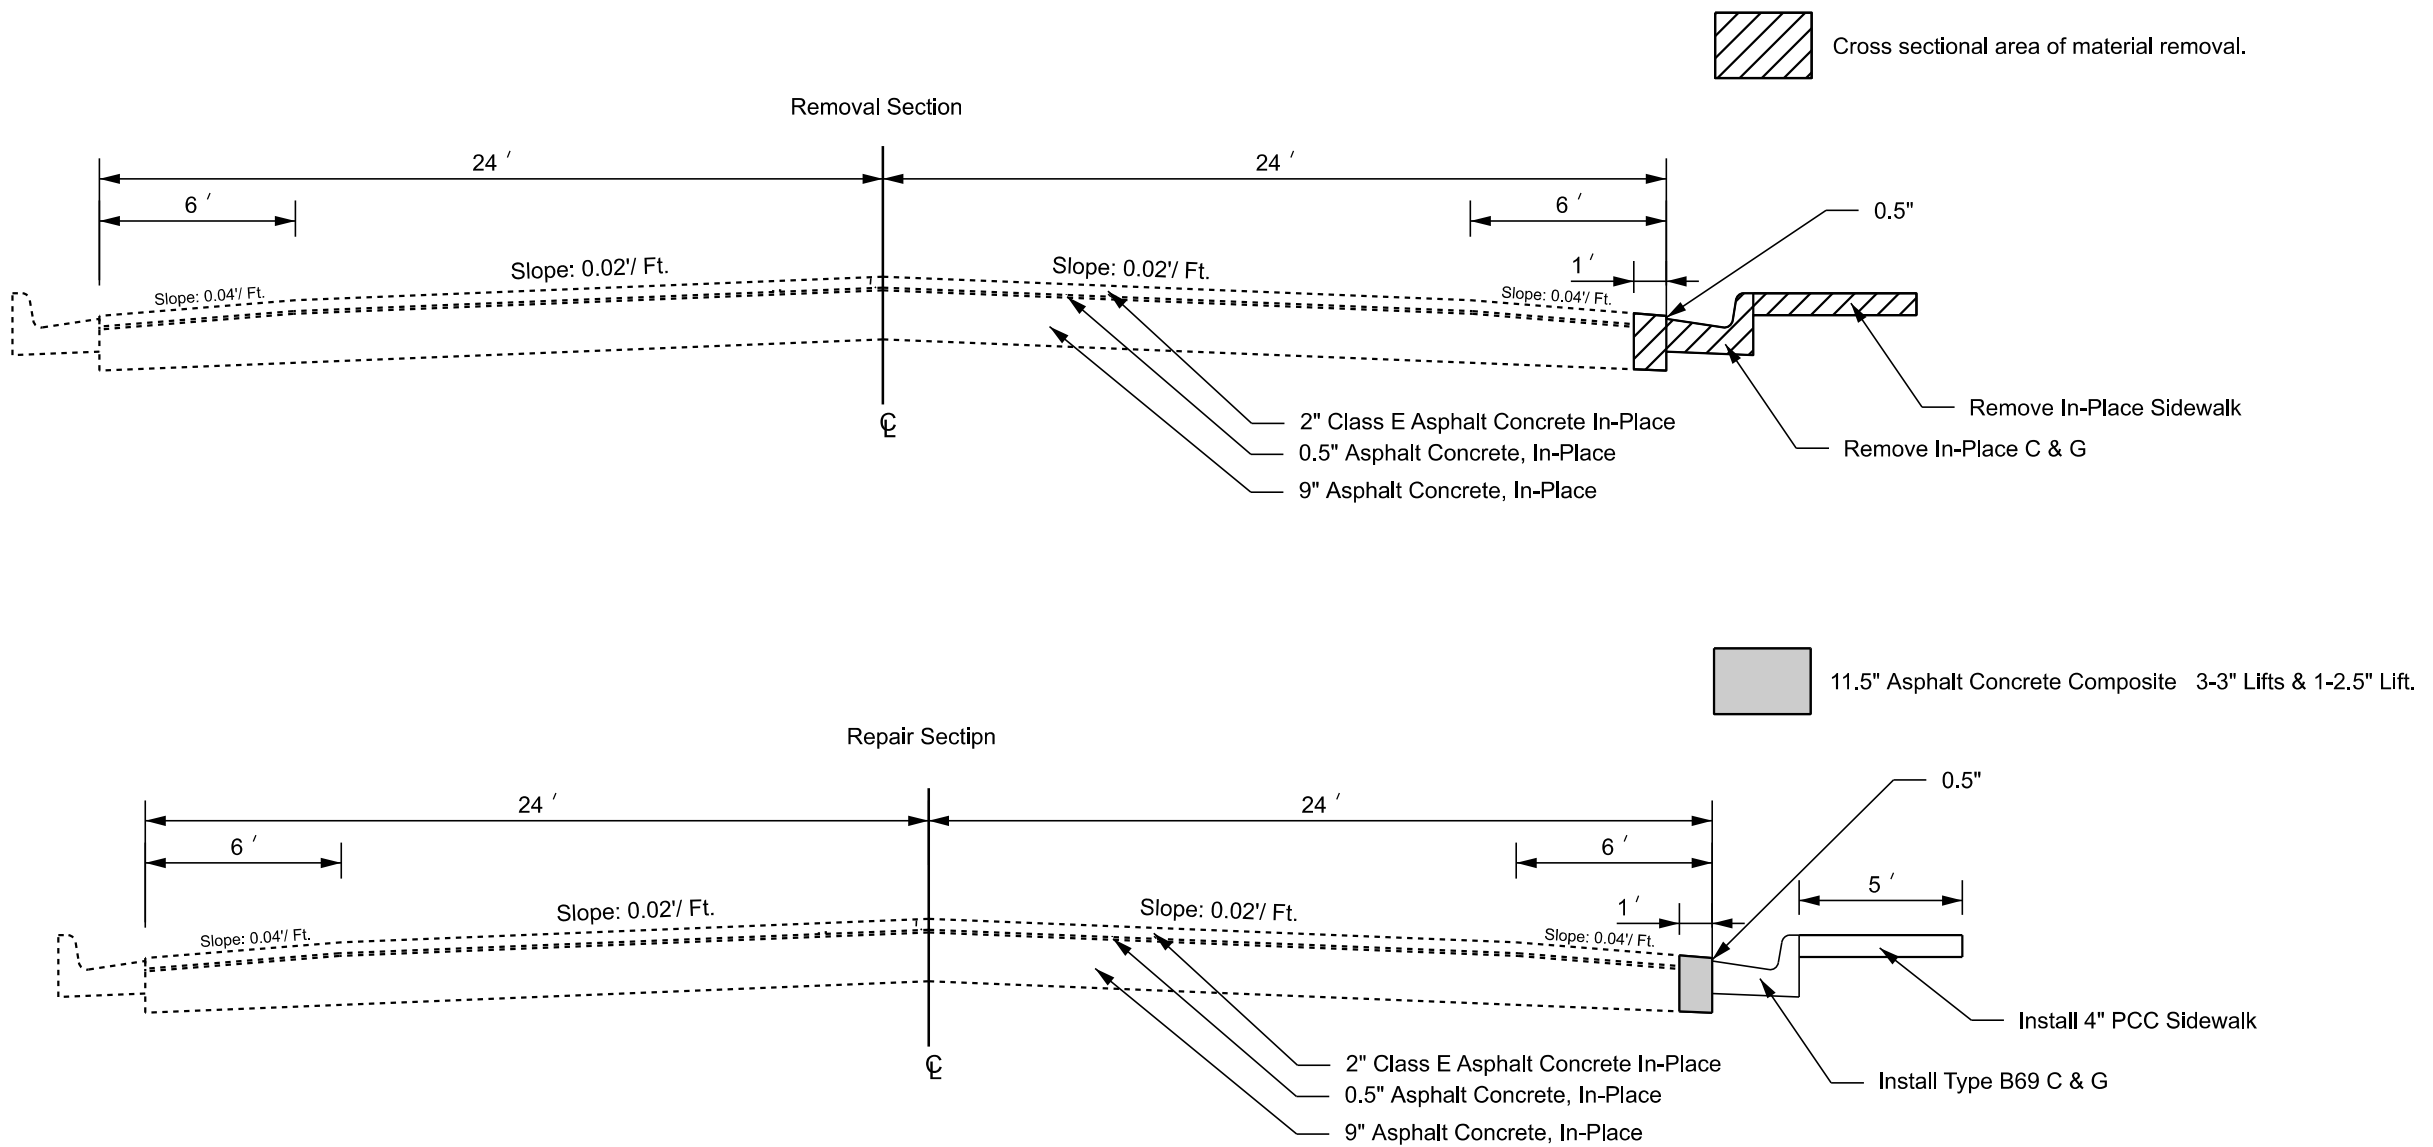 Cross sectional area of material removal.
Removal Section
24 ′ 24 ′
6 ′ 6 ′ 0.5"
1 ′
Slope: 0.04'/ Ft. Slope: 0.02'/ Ft. Slope: 0.02'/ Ft. Slope: 0.04'/ Ft.
Remove In-Place Sidewalk
℄
2" Class E Asphalt Concrete In-Place
Remove In-Place C & G
0.5" Asphalt Concrete, In-Place
9" Asphalt Concrete, In-Place
11.5" Asphalt Concrete Composite 3-3" Lifts & 1-2.5" Lift.
Repair Sectipn
0.5"
24 ′ 24 ′
6 ′ 6 ′
5 ′
1 ′
Slope: 0.04'/ Ft. Slope: 0.02'/ Ft. Slope: 0.02'/ Ft. Slope: 0.04'/ Ft.
Install 4" PCC Sidewalk
℄
2" Class E Asphalt Concrete In-Place
Install Type B69 C & G
0.5" Asphalt Concrete, In-Place
9" Asphalt Concrete, In-Place